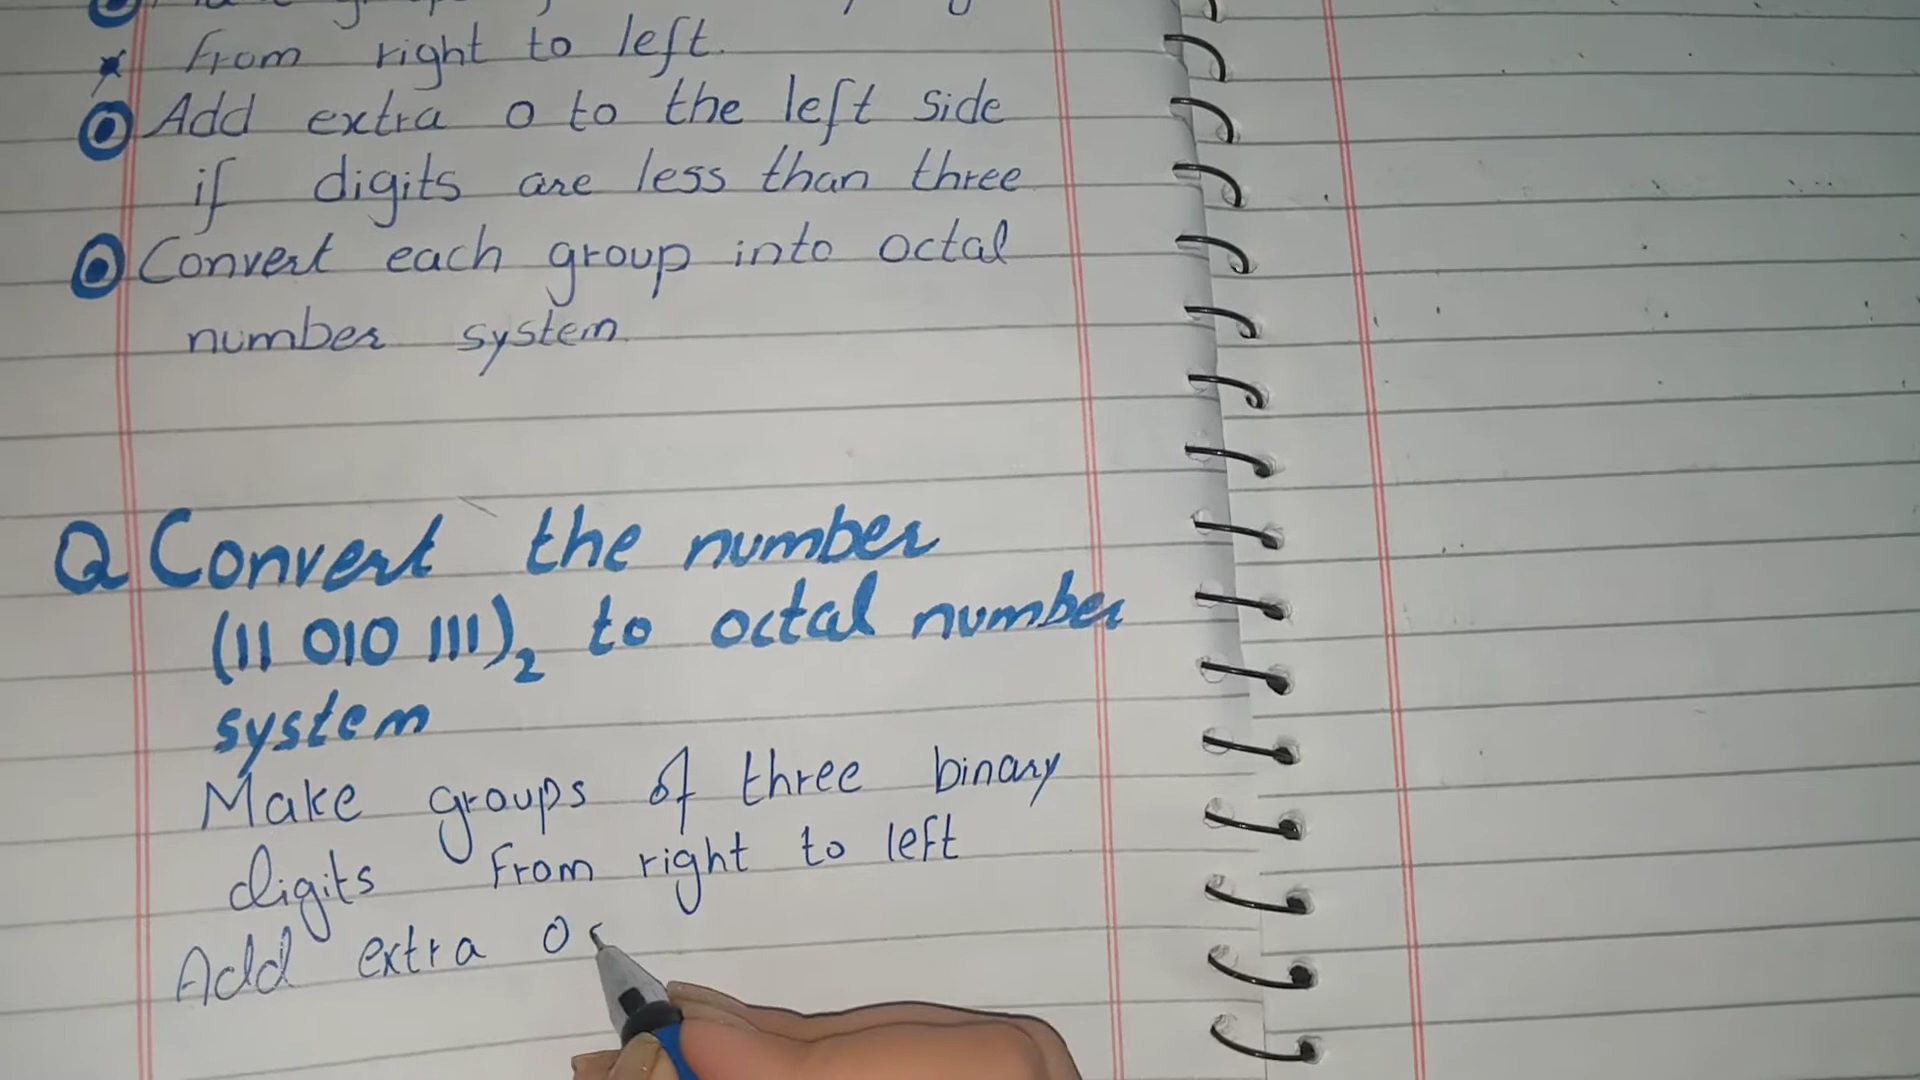 From right to left.
Add extra 0 to the left side
if digits are less than three
Convert each group into octal
number system.
Q Convert the number
(11 010 111)₂ to octal number
system
Make groups of three binary
digits From right to left
Add extra 0